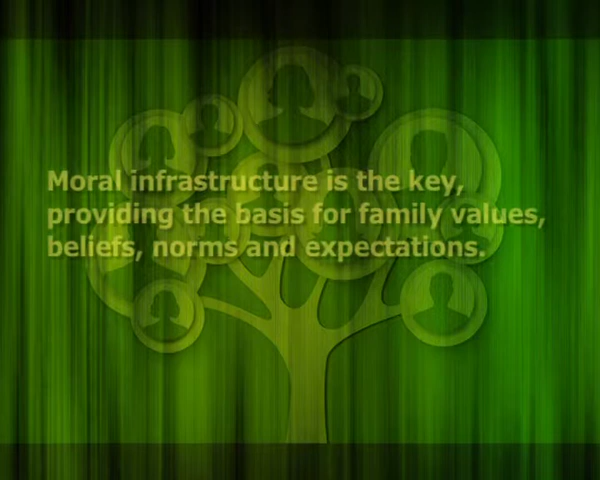 Moral infrastructure is the key,
providing the basis for family values,
beliefs, norms and expectations.